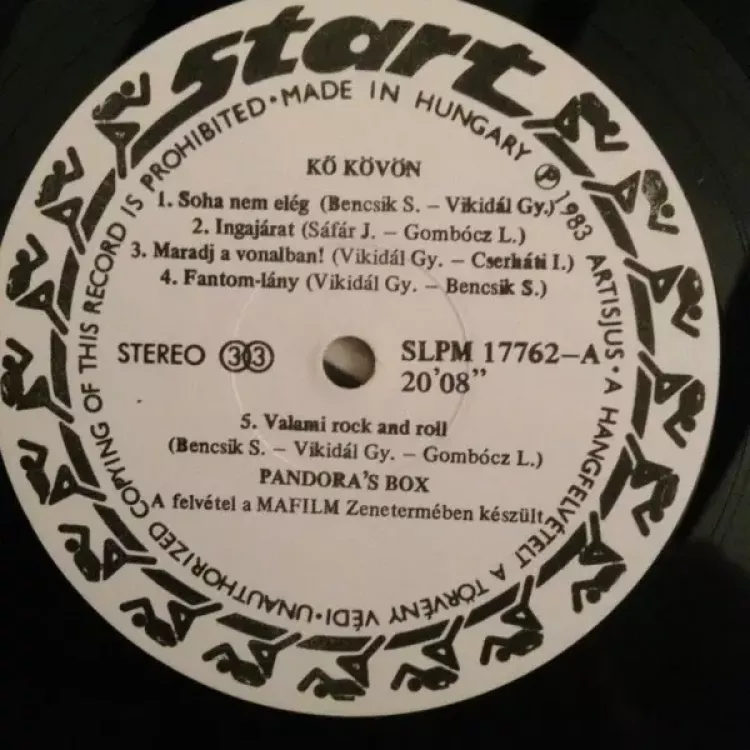 start
KŐ KÖVÖN
1. Soha nem elég (Bencsik S. – Vikidál Gy.)
2. Ingajárat (Sáfár J. – Gombócz L.)
3. Maradj a vonalban! (Vikidál Gy. – Cserháti I.)
4. Fantom-lány (Vikidál Gy. – Bencsik S.)
STEREO 33 SLPM 17762–A
20'08"
5. Valami rock and roll
(Bencsik S. – Vikidál Gy. – Gombócz L.)
PANDORA'S BOX
A felvétel a MAFILM Zenetermében készült
UNAUTHORIZED COPYING OF THIS RECORD IS PROHIBITED • MADE IN HUNGARY ℗ 1983 ARTISJUS • A HANGFELVÉTELT A TÖRVÉNY VÉDI •